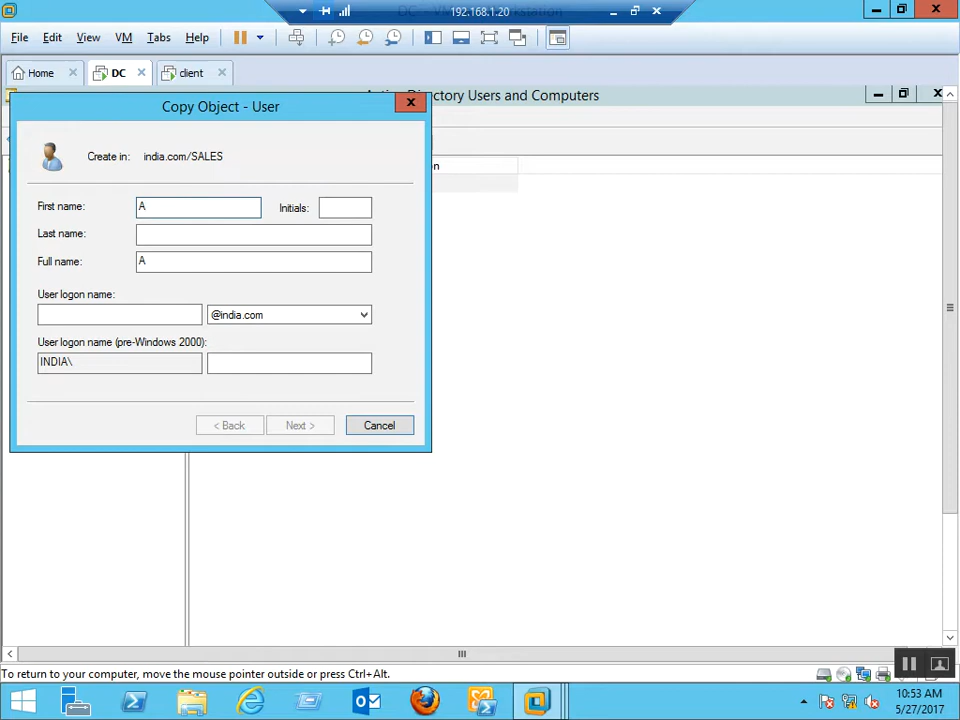 192.168.1.20
File Edit View VM Tabs Help
Home DC client
Directory Users and Computers
Copy Object - User
Create in: india.com/SALES
First name: A Initials:
Last name:
Full name: A
User logon name:
@india.com
User logon name (pre-Windows 2000):
INDIA\
< Back Next > Cancel
To return to your computer, move the mouse pointer outside or press Ctrl+Alt.
10:53 AM
5/27/2017